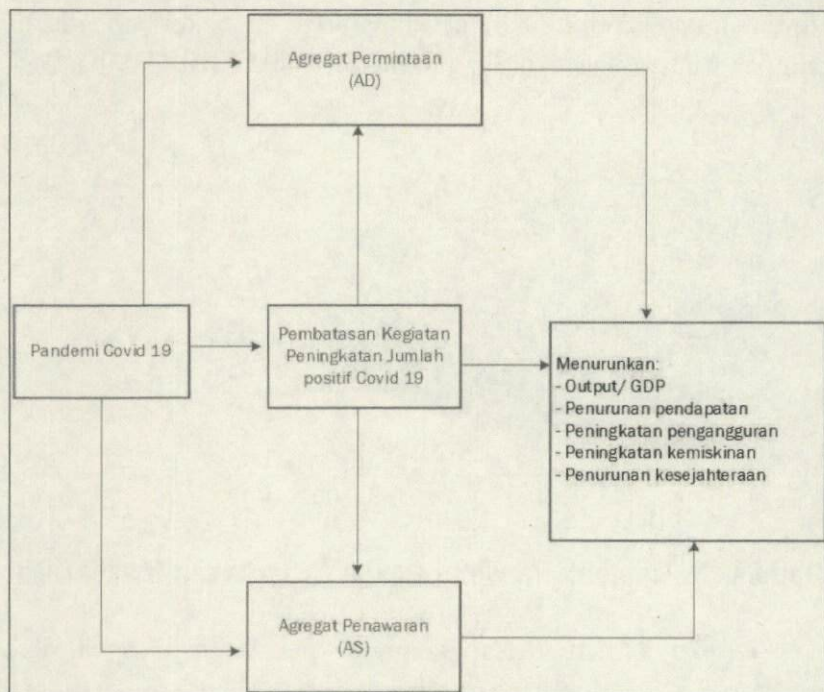 Agregat Permintaan
(AD)
Pandemi Covid 19
Pembatasan Kegiatan
Peningkatan Jumlah
positif Covid 19
Menurunkan:
- Output/ GDP
- Penurunan pendapatan
- Peningkatan pengangguran
- Peningkatan kemiskinan
- Penurunan kesejahteraan
Agregat Penawaran
(AS)